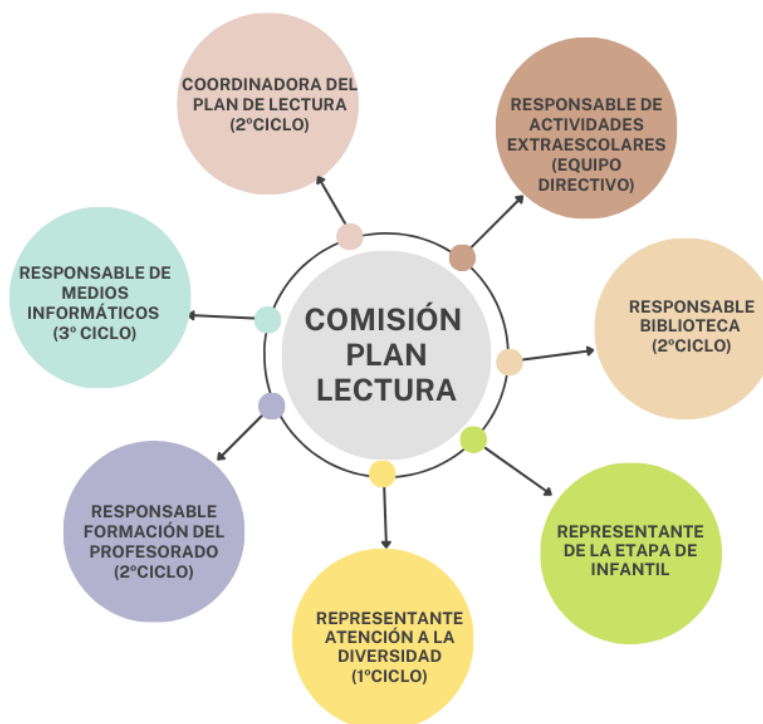 COORDINADORA DEL
PLAN DE LECTURA
(2ºCICLO)
RESPONSABLE DE
ACTIVIDADES
EXTRAESCOLARES
(EQUIPO
DIRECTIVO)
RESPONSABLE DE
MEDIOS
INFORMÁTICOS
(3º CICLO)
COMISIÓN
PLAN
LECTURA
RESPONSABLE
BIBLIOTECA
(2ºCICLO)
RESPONSABLE
FORMACIÓN DEL
PROFESORADO
(2ºCICLO)
REPRESENTANTE
DE LA ETAPA DE
INFANTIL
REPRESENTANTE
ATENCIÓN A LA
DIVERSIDAD
(1ºCICLO)